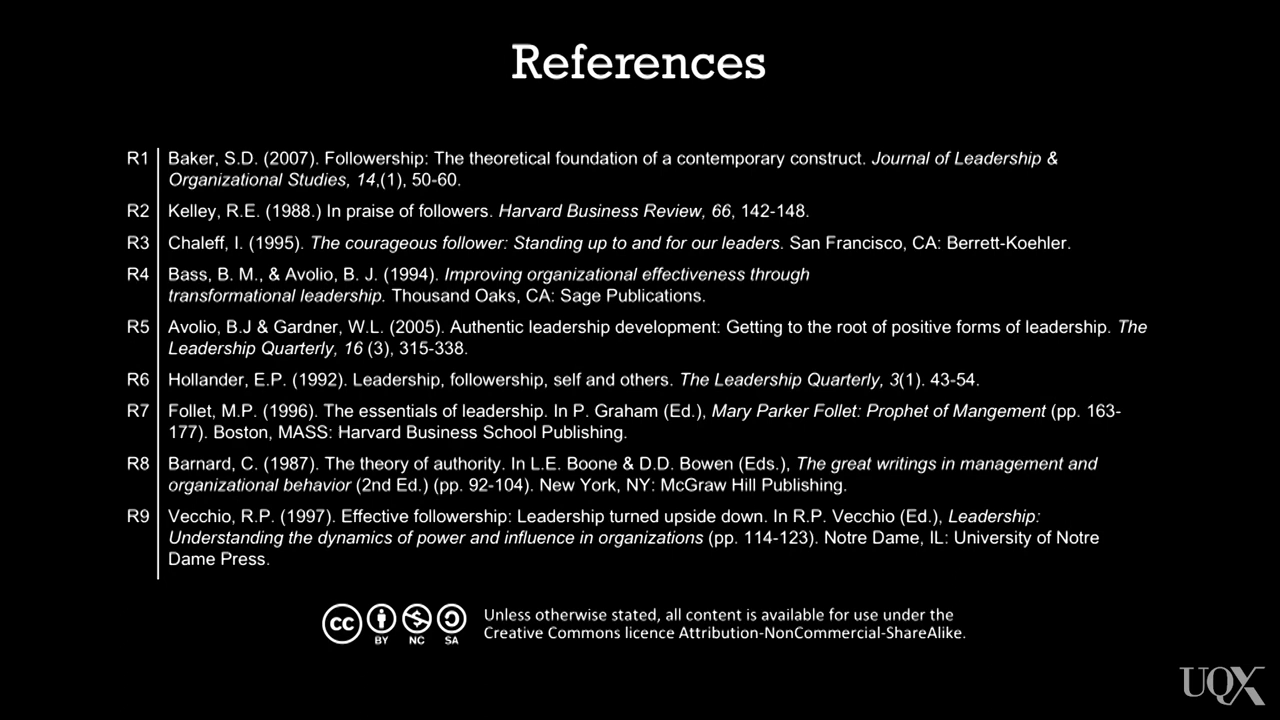 References
R1 Baker, S.D. (2007). Followership: The theoretical foundation of a contemporary construct. Journal of Leadership &
Organizational Studies, 14,(1), 50-60.
R2 Kelley, R.E. (1988.) In praise of followers. Harvard Business Review, 66, 142-148.
R3 Chaleff, I. (1995). The courageous follower: Standing up to and for our leaders. San Francisco, CA: Berrett-Koehler.
R4 Bass, B. M., & Avolio, B. J. (1994). Improving organizational effectiveness through
transformational leadership. Thousand Oaks, CA: Sage Publications.
R5 Avolio, B.J & Gardner, W.L. (2005). Authentic leadership development: Getting to the root of positive forms of leadership. The
Leadership Quarterly, 16 (3), 315-338.
R6 Hollander, E.P. (1992). Leadership, followership, self and others. The Leadership Quarterly, 3(1). 43-54.
R7 Follet, M.P. (1996). The essentials of leadership. In P. Graham (Ed.), Mary Parker Follet: Prophet of Mangement (pp. 163-
177). Boston, MASS: Harvard Business School Publishing.
R8 Barnard, C. (1987). The theory of authority. In L.E. Boone & D.D. Bowen (Eds.), The great writings in management and
organizational behavior (2nd Ed.) (pp. 92-104). New York, NY: McGraw Hill Publishing.
R9 Vecchio, R.P. (1997). Effective followership: Leadership turned upside down. In R.P. Vecchio (Ed.), Leadership:
Understanding the dynamics of power and influence in organizations (pp. 114-123). Notre Dame, IL: University of Notre
Dame Press.
Unless otherwise stated, all content is available for use under the
Creative Commons licence Attribution-NonCommercial-ShareAlike.
CC BY NC SA
UQX